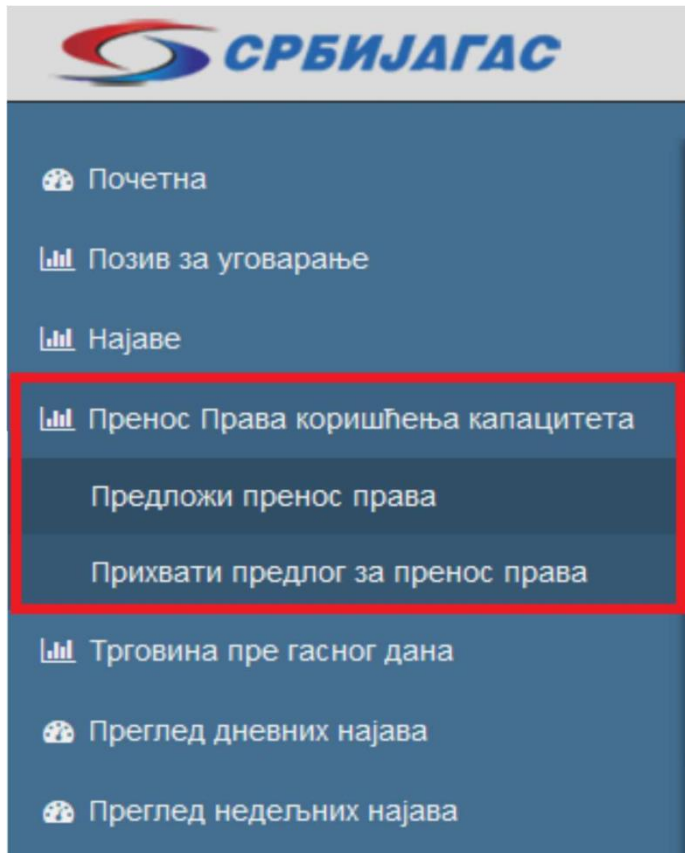 СРБИЈАГАС
Почетна
Позив за уговарање
Најаве
Пренос Права коришћења капацитета
Предложи пренос права
Прихвати предлог за пренос права
Трговина пре гасног дана
Преглед дневних најава
Преглед недељних најава